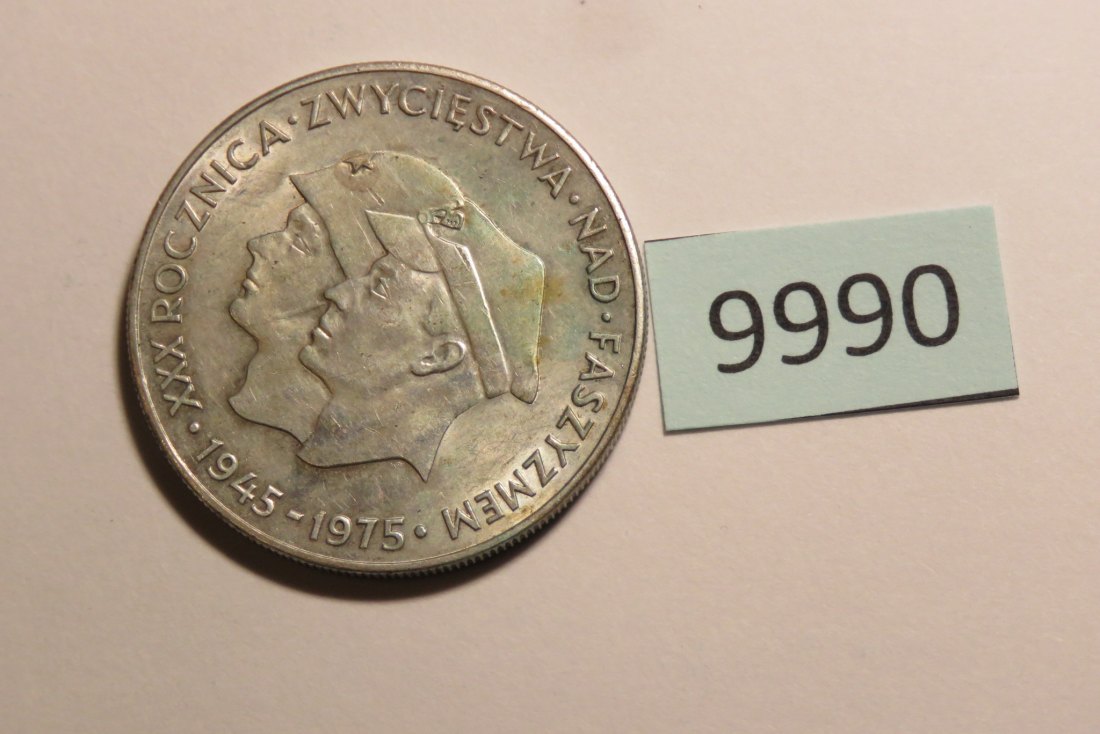 XXX ROCZNICA · ZWYCIĘSTWA · NAD · FASZYZMEM · 1945-1975 ·
9990